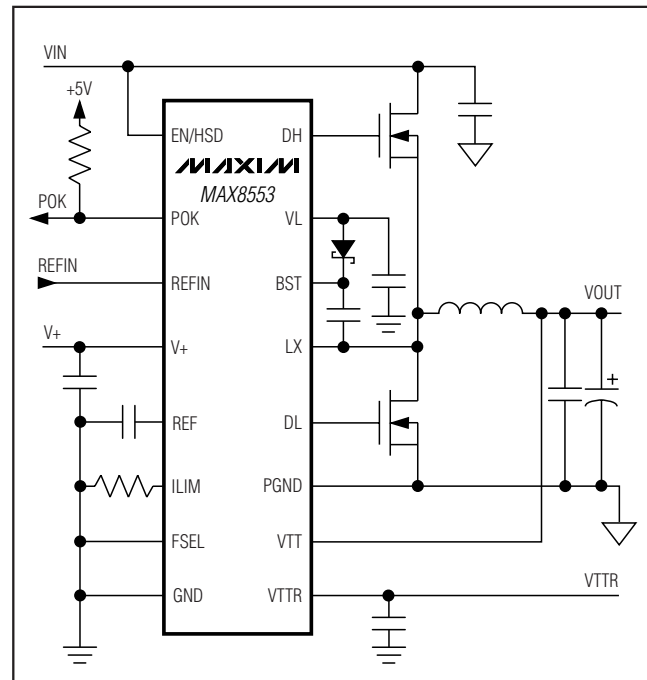 VIN
+5V
EN/HSD DH
MAXIM
MAX8553
POK
POK VL
REFIN
REFIN BST
VOUT
V+
V+ LX
+
REF DL
ILIM PGND
FSEL VTT
GND VTTR
VTTR